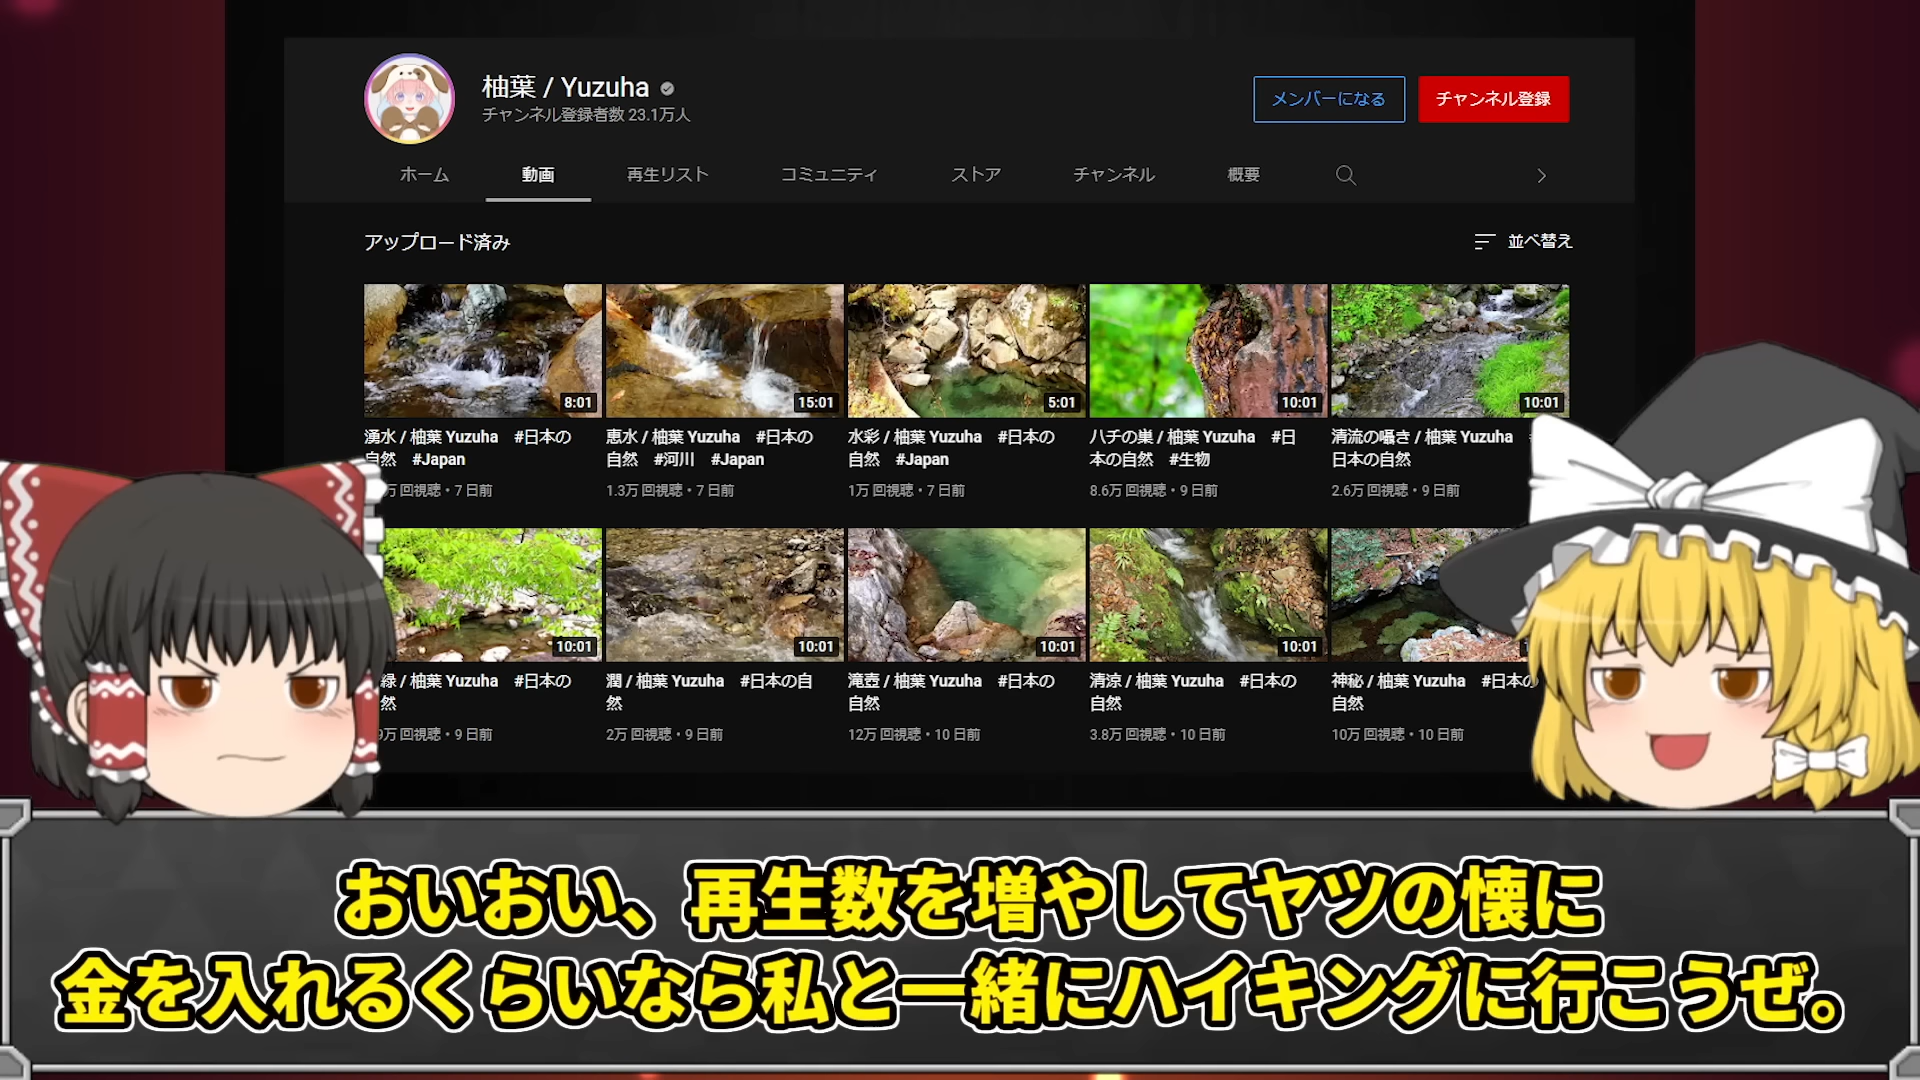 柚葉 / Yuzuha
チャンネル登録者数 23.1万人
メンバーになる
チャンネル登録
ホーム
動画
再生リスト
コミュニティ
ストア
チャンネル
概要
アップロード済み
並べ替え
8:01
15:01
5:01
10:01
10:01
湧水 / 柚葉 Yuzuha #日本の
自然 #Japan
万 回視聴・7 日前
恵水 / 柚葉 Yuzuha #日本の
自然 #河川 #Japan
1.3万 回視聴・7 日前
水彩 / 柚葉 Yuzuha #日本の
自然 #Japan
1万 回視聴・7 日前
ハチの巣 / 柚葉 Yuzuha #日
本の自然 #生物
8.6万 回視聴・9 日前
清流の囁き / 柚葉 Yuzuha
日本の自然
2.6万 回視聴・9 日前
10:01
10:01
10:01
10:01
緑 / 柚葉 Yuzuha #日本の
然
9万 回視聴・9 日前
潤 / 柚葉 Yuzuha #日本の自
然
2万 回視聴・9 日前
滝壺 / 柚葉 Yuzuha #日本の
自然
12万 回視聴・10 日前
清涼 / 柚葉 Yuzuha #日本の
自然
3.8万 回視聴・10 日前
神秘 / 柚葉 Yuzuha #日本の
自然
10万 回視聴・10 日前
おいおい、再生数を増やしてヤツの懐に
金を入れるくらいなら私と一緒にハイキングに行こうぜ。